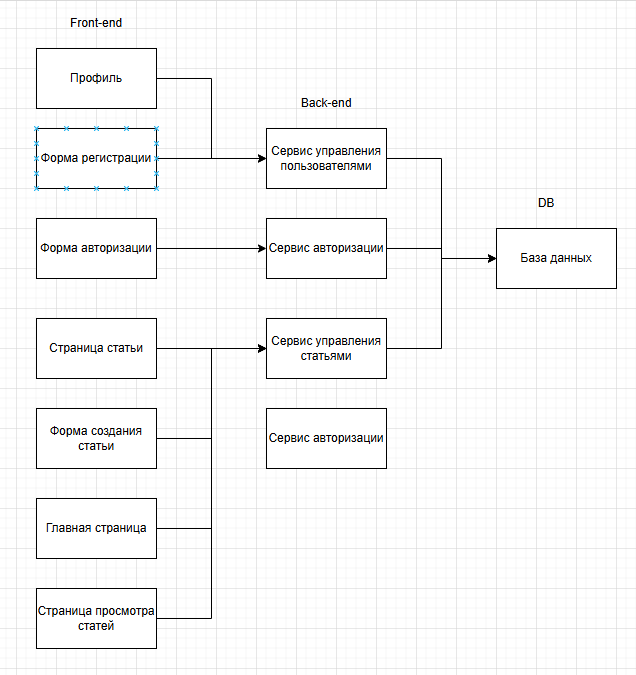 Front-end
Профиль
Back-end
Форма регистрации
Сервис управления
пользователями
DB
Форма авторизации
Сервис авторизации
База данных
Страница статьи
Сервис управления
статьями
Форма создания
статьи
Сервис авторизации
Главная страница
Страница просмотра
статей